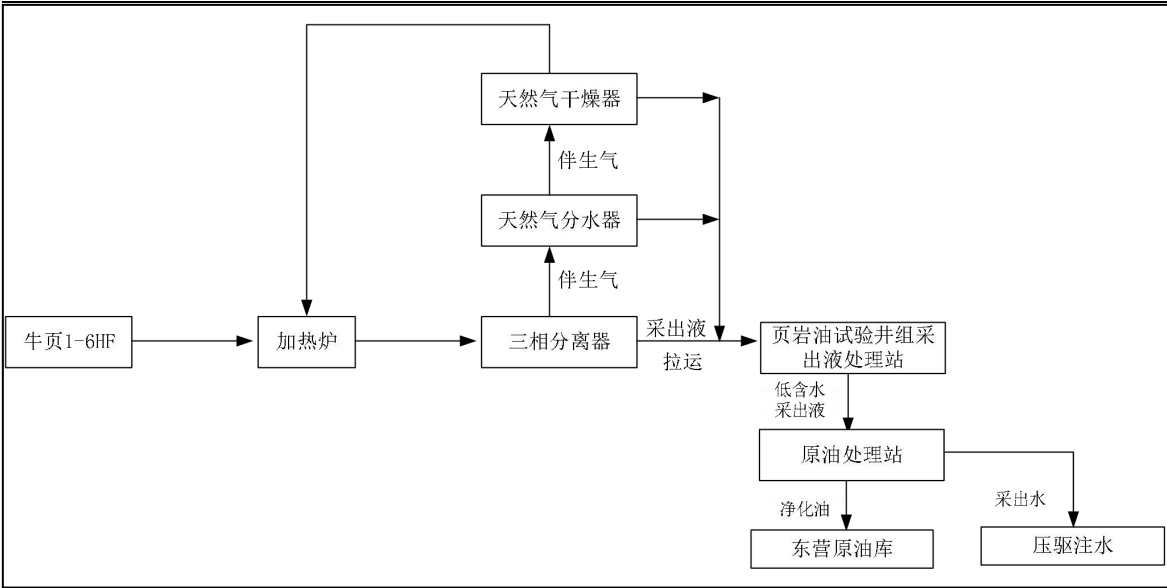 天然气干燥器
伴生气
天然气分水器
伴生气
牛页1-6HF
加热炉
三相分离器
采出液
拉运
页岩油试验井组采
出液处理站
低含水
采出液
原油处理站
净化油
采出水
东营原油库
压驱注水